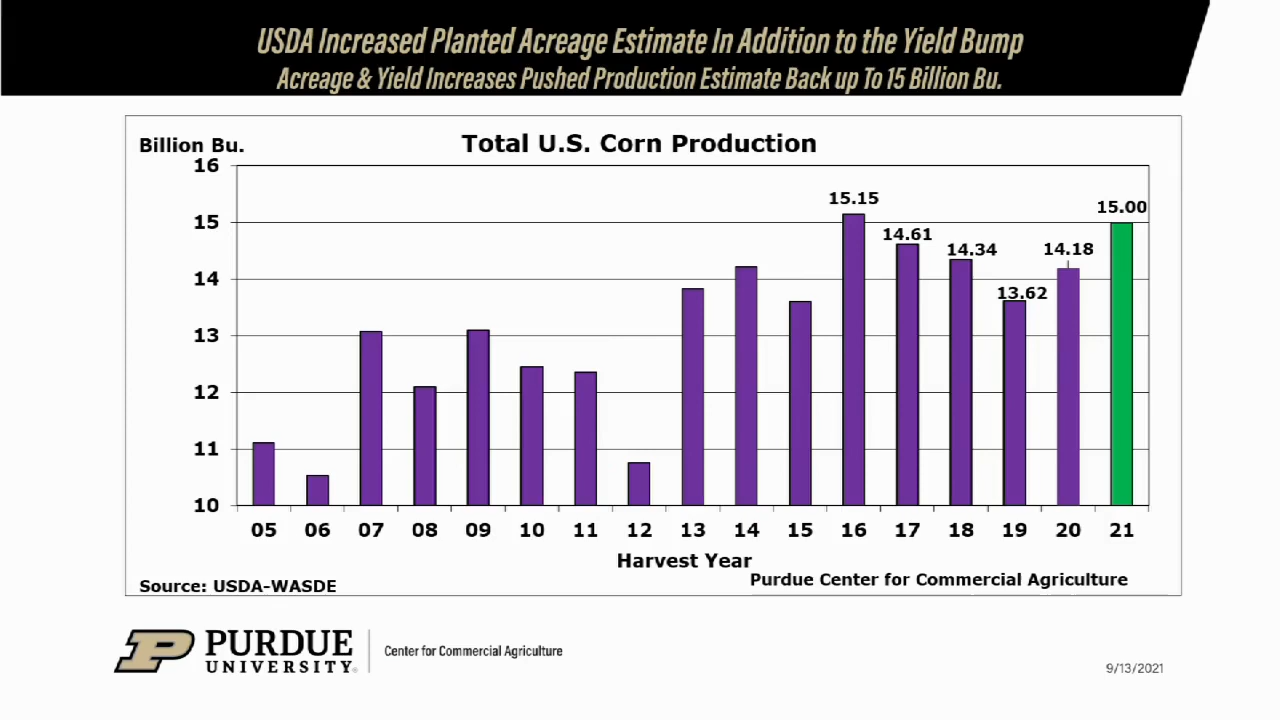 USDA Increased Planted Acreage Estimate In Addition to the Yield Bump
Acreage & Yield Increases Pushed Production Estimate Back up To 15 Billion Bu.
Billion Bu.
Total U.S. Corn Production
16
15
14
13
12
11
10
15.15
14.61
14.34
13.62
14.18
15.00
05 06 07 08 09 10 11 12 13 14 15 16 17 18 19 20 21
Harvest Year
Source: USDA-WASDE
Purdue Center for Commercial Agriculture
P PURDUE
UNIVERSITY®
Center for Commercial Agriculture
9/13/2021